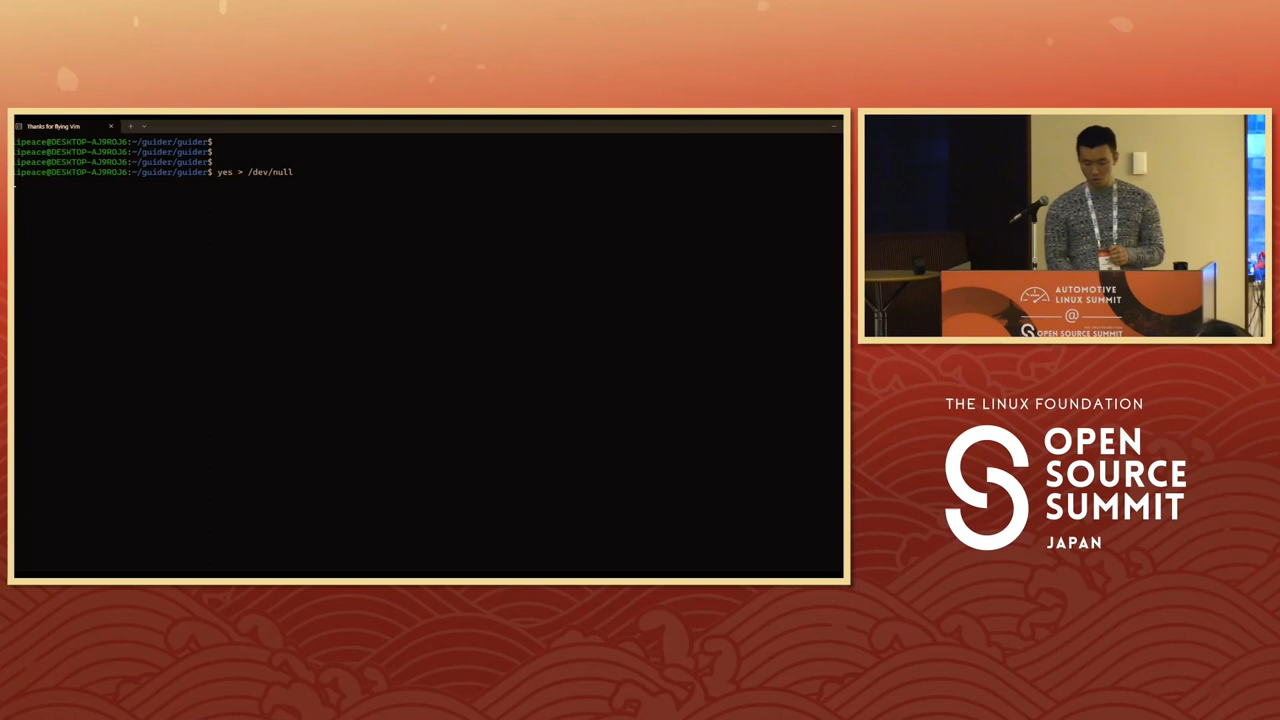 Thanks for flying Vim
ipeace@DESKTOP-AJ9ROJ6:~/guider/guider$
ipeace@DESKTOP-AJ9ROJ6:~/guider/guider$
ipeace@DESKTOP-AJ9ROJ6:~/guider/guider$
ipeace@DESKTOP-AJ9ROJ6:~/guider/guider$ yes > /dev/null
AUTOMOTIVE
LINUX SUMMIT
@
OPEN SOURCE SUMMIT
THE LINUX FOUNDATION
OPEN
SOURCE
SUMMIT
JAPAN